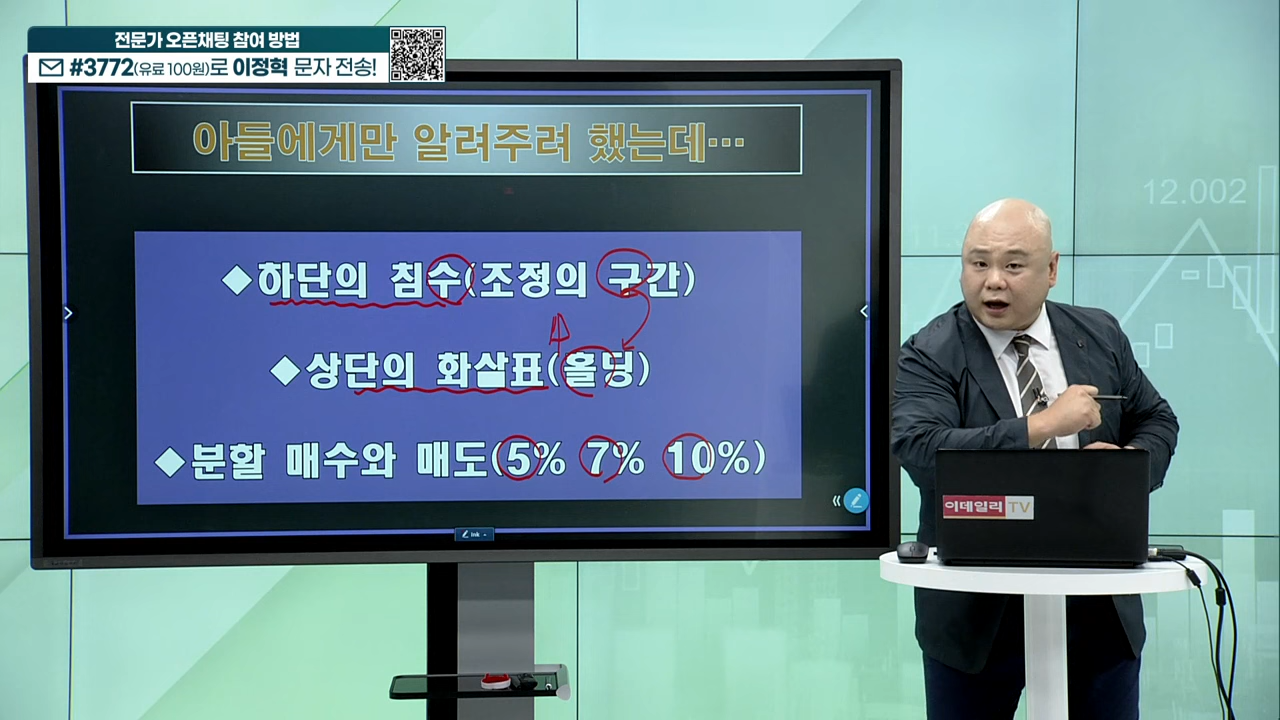 전문가 오픈채팅 참여 방법
#3772(유료 100원)로 이정혁 문자 전송!
아들에게만 알려주려 했는데…
◆하단의 침수(조정의 구간)
◆상단의 화살표(홀딩)
◆분할 매수와 매도(5% 7% 10%)
Ink
12.002
이데일리TV